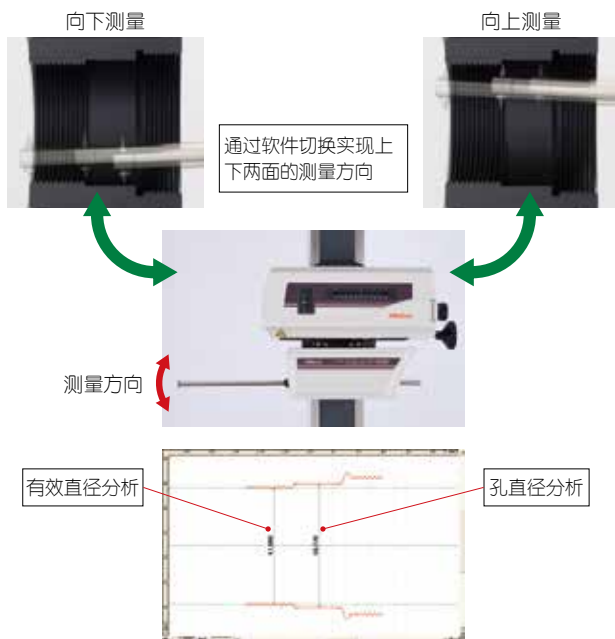 向下测量
向上测量
通过软件切换实现上
下两面的测量方向
测量方向
有效直径分析
孔直径分析